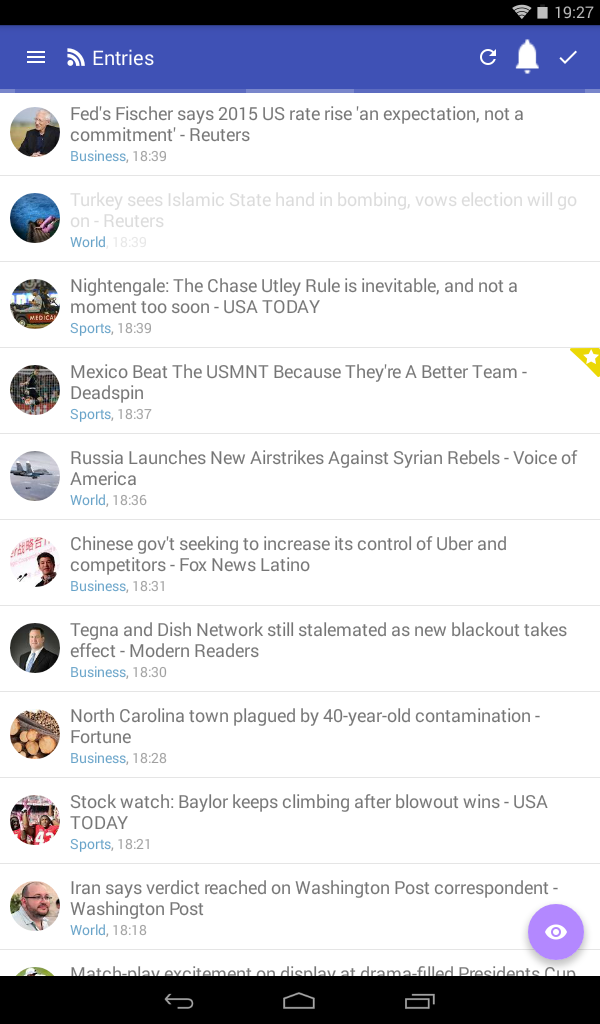 19:27
Entries
Fed's Fischer says 2015 US rate rise 'an expectation, not a
commitment' - Reuters
Business, 18:39
Turkey sees Islamic State hand in bombing, vows election will go
on - Reuters
World, 18:39
Nightengale: The Chase Utley Rule is inevitable, and not a
moment too soon - USA TODAY
Sports, 18:39
MEDICAL
Mexico Beat The USMNT Because They're A Better Team -
Deadspin
Sports, 18:37
Russia Launches New Airstrikes Against Syrian Rebels - Voice of
America
World, 18:36
Chinese gov't seeking to increase its control of Uber and
competitors - Fox News Latino
Business, 18:31
Tegna and Dish Network still stalemated as new blackout takes
effect - Modern Readers
Business, 18:30
North Carolina town plagued by 40-year-old contamination -
Fortune
Business, 18:28
Stock watch: Baylor keeps climbing after blowout wins - USA
TODAY
Sports, 18:21
Iran says verdict reached on Washington Post correspondent -
Washington Post
World, 18:18
Match-play excitement on display at drama-filled Presidents Cup